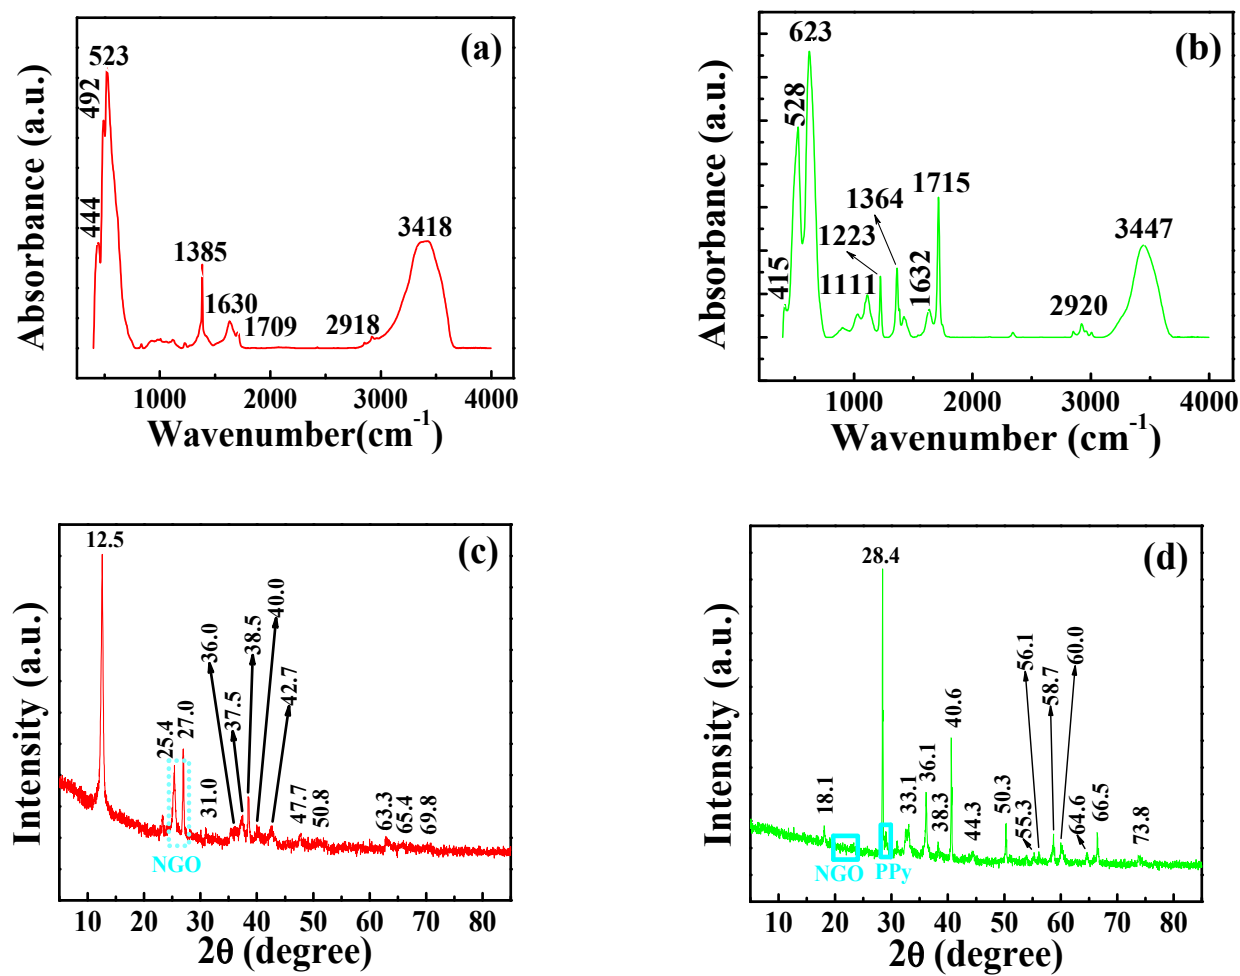 (a)
523
492
444
1385
1630
1709
2918
3418
Absorbance (a.u.)
1000 2000 3000 4000
Wavenumber(cm-1)
(b)
623
528
415
1364
1223
1111
1632
1715
2920
3447
Absorbance (a.u.)
1000 2000 3000 4000
Wavenumber (cm-1)
(c)
12.5
25.4
27.0
31.0
36.0
37.5
38.5
40.0
42.7
47.7
50.8
63.3
65.4
69.8
NGO
Intensity (a.u.)
10 20 30 40 50 60 70 80
2θ (degree)
(d)
28.4
18.1
33.1
36.1
38.3
40.6
44.3
50.3
55.3
56.1
58.7
60.0
64.6
66.5
73.8
NGO
PPy
Intensity (a.u.)
10 20 30 40 50 60 70 80
2θ (degree)